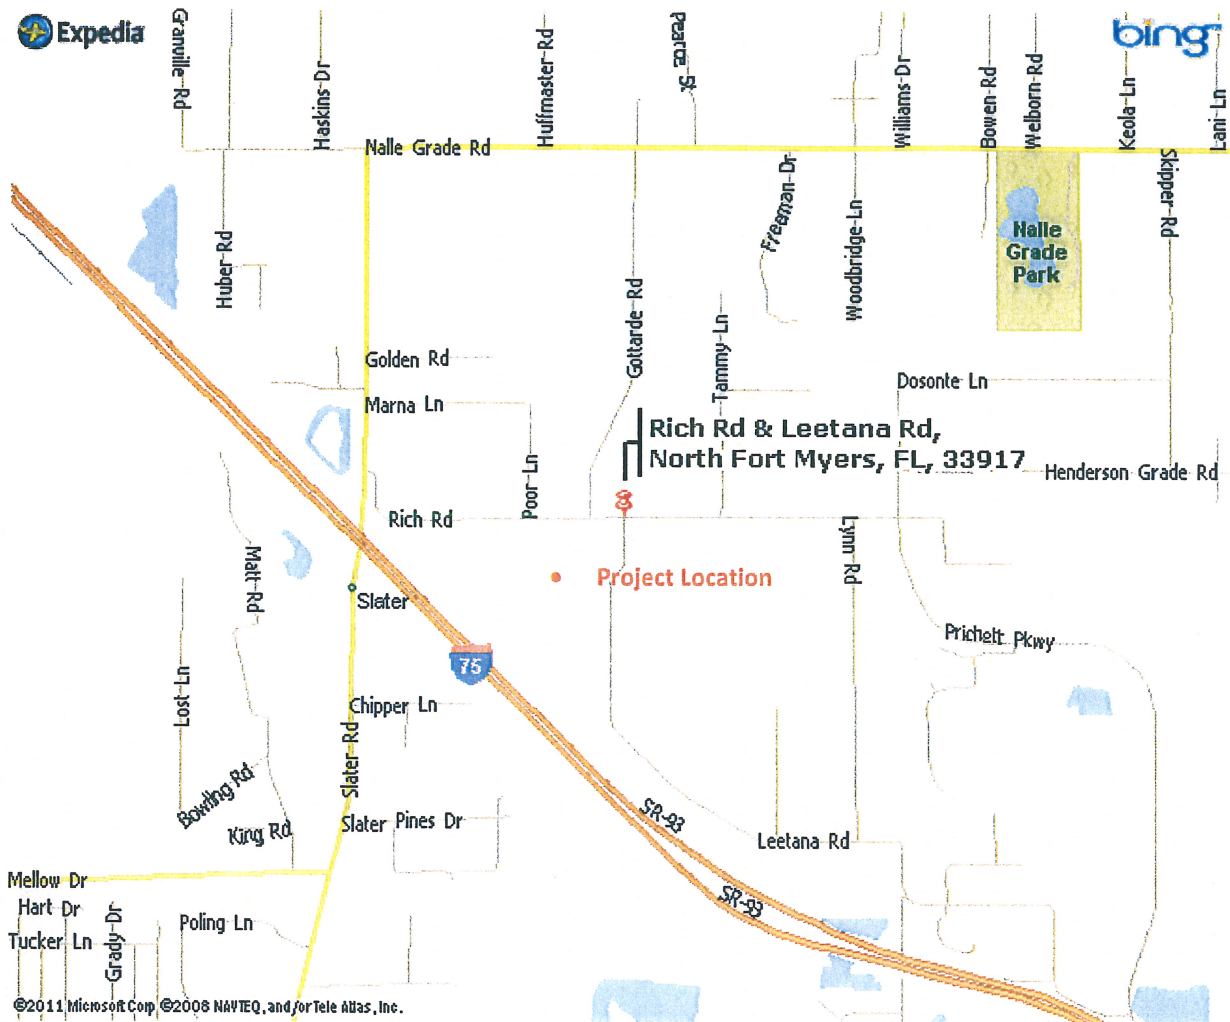 Expedia
bing
Granville Rd
Haskins Dr
Huffmaster Rd
Pearce St
Williams Dr
Bowen Rd
Welborn Rd
Keola Ln
Lani Ln
Nalle Grade Rd
Skipper Rd
Freeman Dr
Woodbridge Ln
Huber Rd
Nalle
Grade
Park
Gottarde Rd
Tammy Ln
Golden Rd
Dosonte Ln
Marna Ln
Rich Rd & Leetana Rd,
North Fort Myers, FL, 33917
Henderson Grade Rd
Poor Ln
Rich Rd
Lynn Rd
Matt Rd
Project Location
Slater
Prichett Pkwy
75
Lost Ln
Chipper Ln
Slater Rd
Bowling Rd
King Rd
Slater Pines Dr
SR-93
Leetana Rd
Mellow Dr
SR-93
Hart Dr
Grady Dr
Poling Ln
Tucker Ln
©2011 Microsoft Corp ©2008 NAVTEQ, and/or Tele Atlas, Inc.